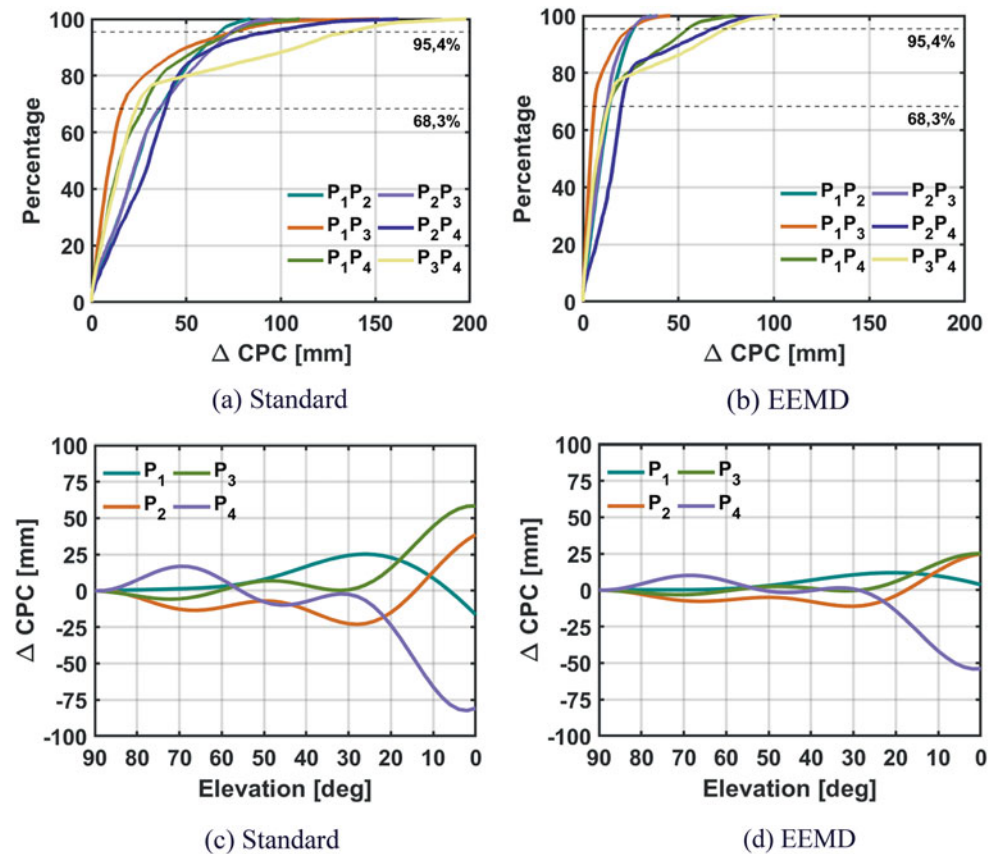 Percentage
100
80
60
40
20
0
95,4%
68,3%
P1P2 P2P3
P1P3 P2P4
P1P4 P3P4
0 50 100 150 200
Δ CPC [mm]
(a) Standard
Percentage
100
80
60
40
20
0
95,4%
68,3%
P1P2 P2P3
P1P3 P2P4
P1P4 P3P4
0 50 100 150 200
Δ CPC [mm]
(b) EEMD
Δ CPC [mm]
100
75
50
25
0
-25
-50
-75
-100
P1 P3
P2 P4
90 80 70 60 50 40 30 20 10 0
Elevation [deg]
(c) Standard
Δ CPC [mm]
100
75
50
25
0
-25
-50
-75
-100
P1 P3
P2 P4
90 80 70 60 50 40 30 20 10 0
Elevation [deg]
(d) EEMD